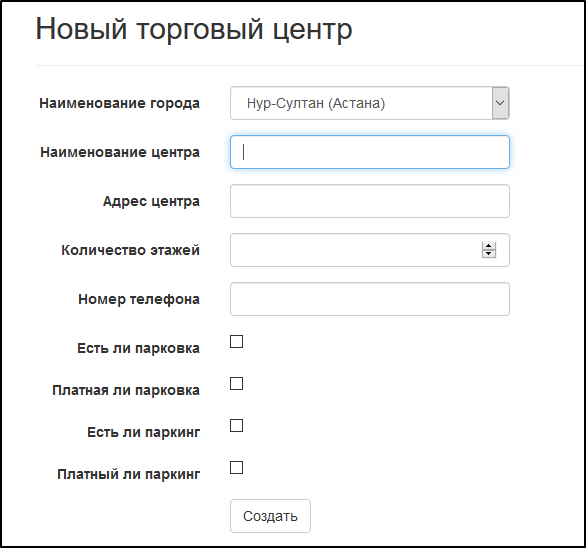 Новый торговый центр
Наименование города
Нур-Султан (Астана)
Наименование центра
Адрес центра
Количество этажей
Номер телефона
Есть ли парковка
Платная ли парковка
Есть ли паркинг
Платный ли паркинг
Создать